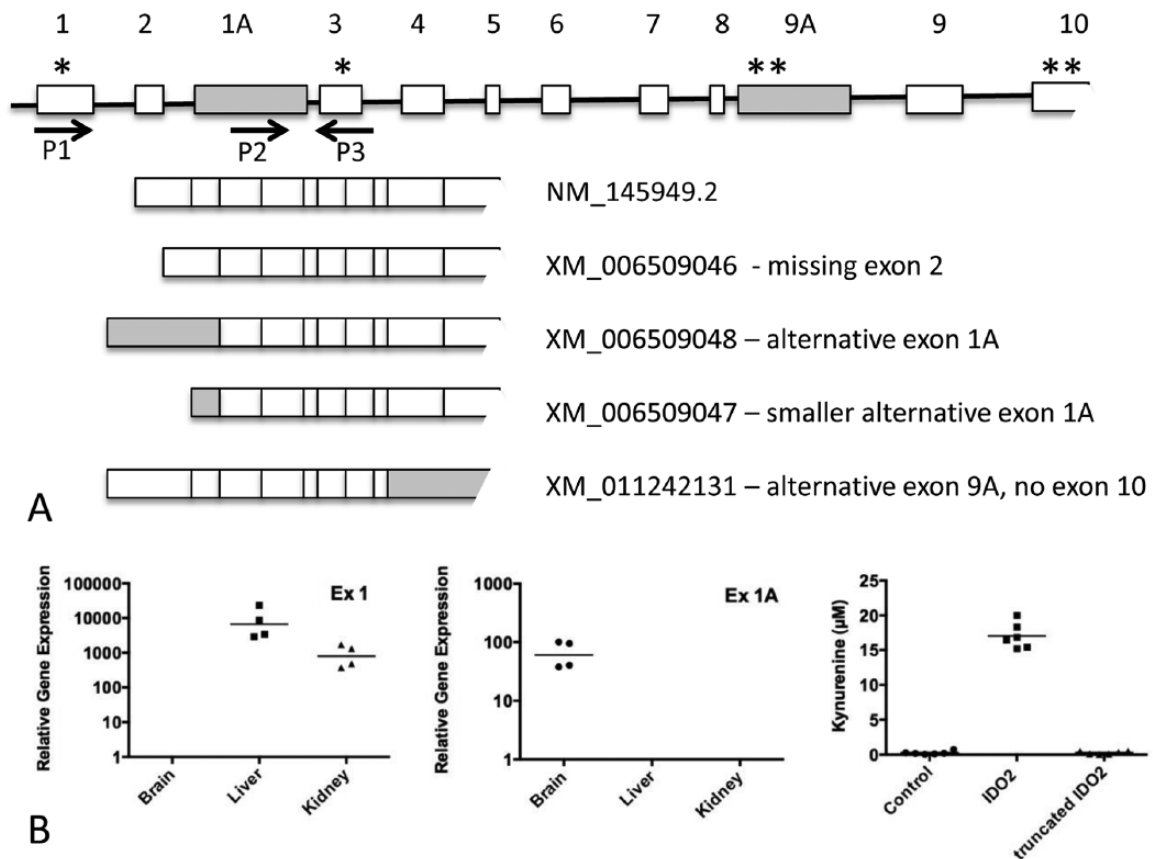 1 2 1A 3 4 5 6 7 8 9A 9 10
* * ** **
P1 P2 P3
NM_145949.2
XM_006509046 - missing exon 2
XM_006509048 – alternative exon 1A
XM_006509047 – smaller alternative exon 1A
XM_011242131 – alternative exon 9A, no exon 10
A
Relative Gene Expression
100000
10000
1000
100
10
1
Ex 1
Brain Liver Kidney
Relative Gene Expression
1000
100
10
1
Ex 1A
Brain Liver Kidney
Kynurenine (µM)
25
20
15
10
5
0
Control IDO2 truncated IDO2
B